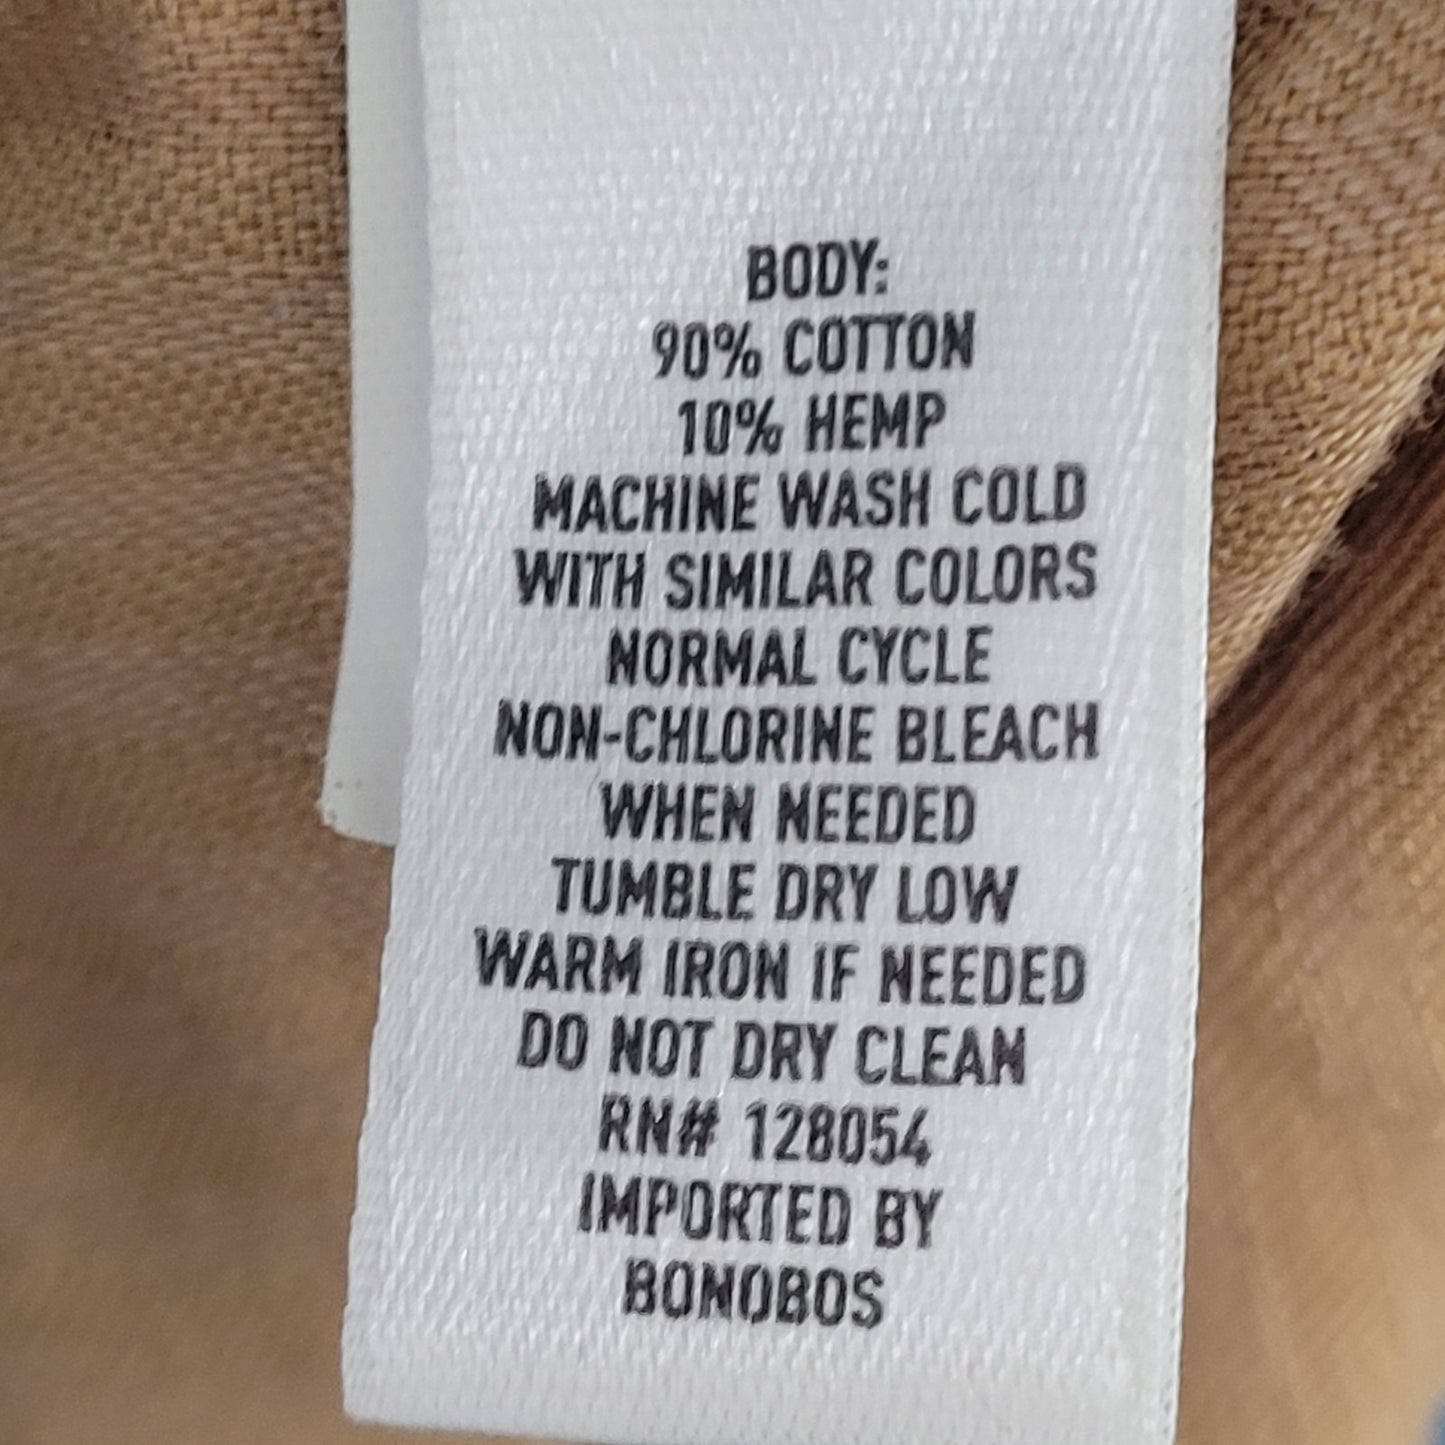 BODY:
90% COTTON
10% HEMP
MACHINE WASH COLD
WITH SIMILAR COLORS
NORMAL CYCLE
NON-CHLORINE BLEACH
WHEN NEEDED
TUMBLE DRY LOW
WARM IRON IF NEEDED
DO NOT DRY CLEAN
RN# 128054
IMPORTED BY
BONOBOS